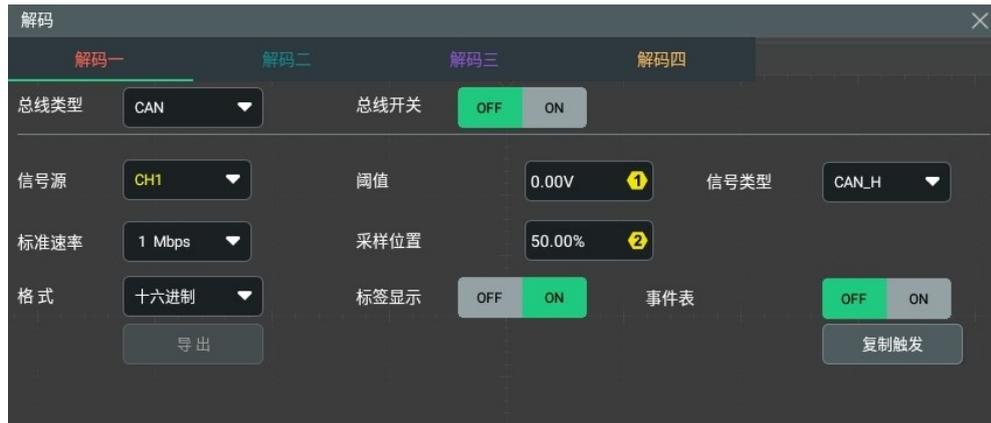 解码
解码一 解码二 解码三 解码四
总线类型 CAN 总线开关 OFF ON
信号源 CH1 阈值 0.00V 1 信号类型 CAN_H
标准速率 1 Mbps 采样位置 50.00% 2
格式 十六进制 标签显示 OFF ON 事件表 OFF ON
导出 复制触发